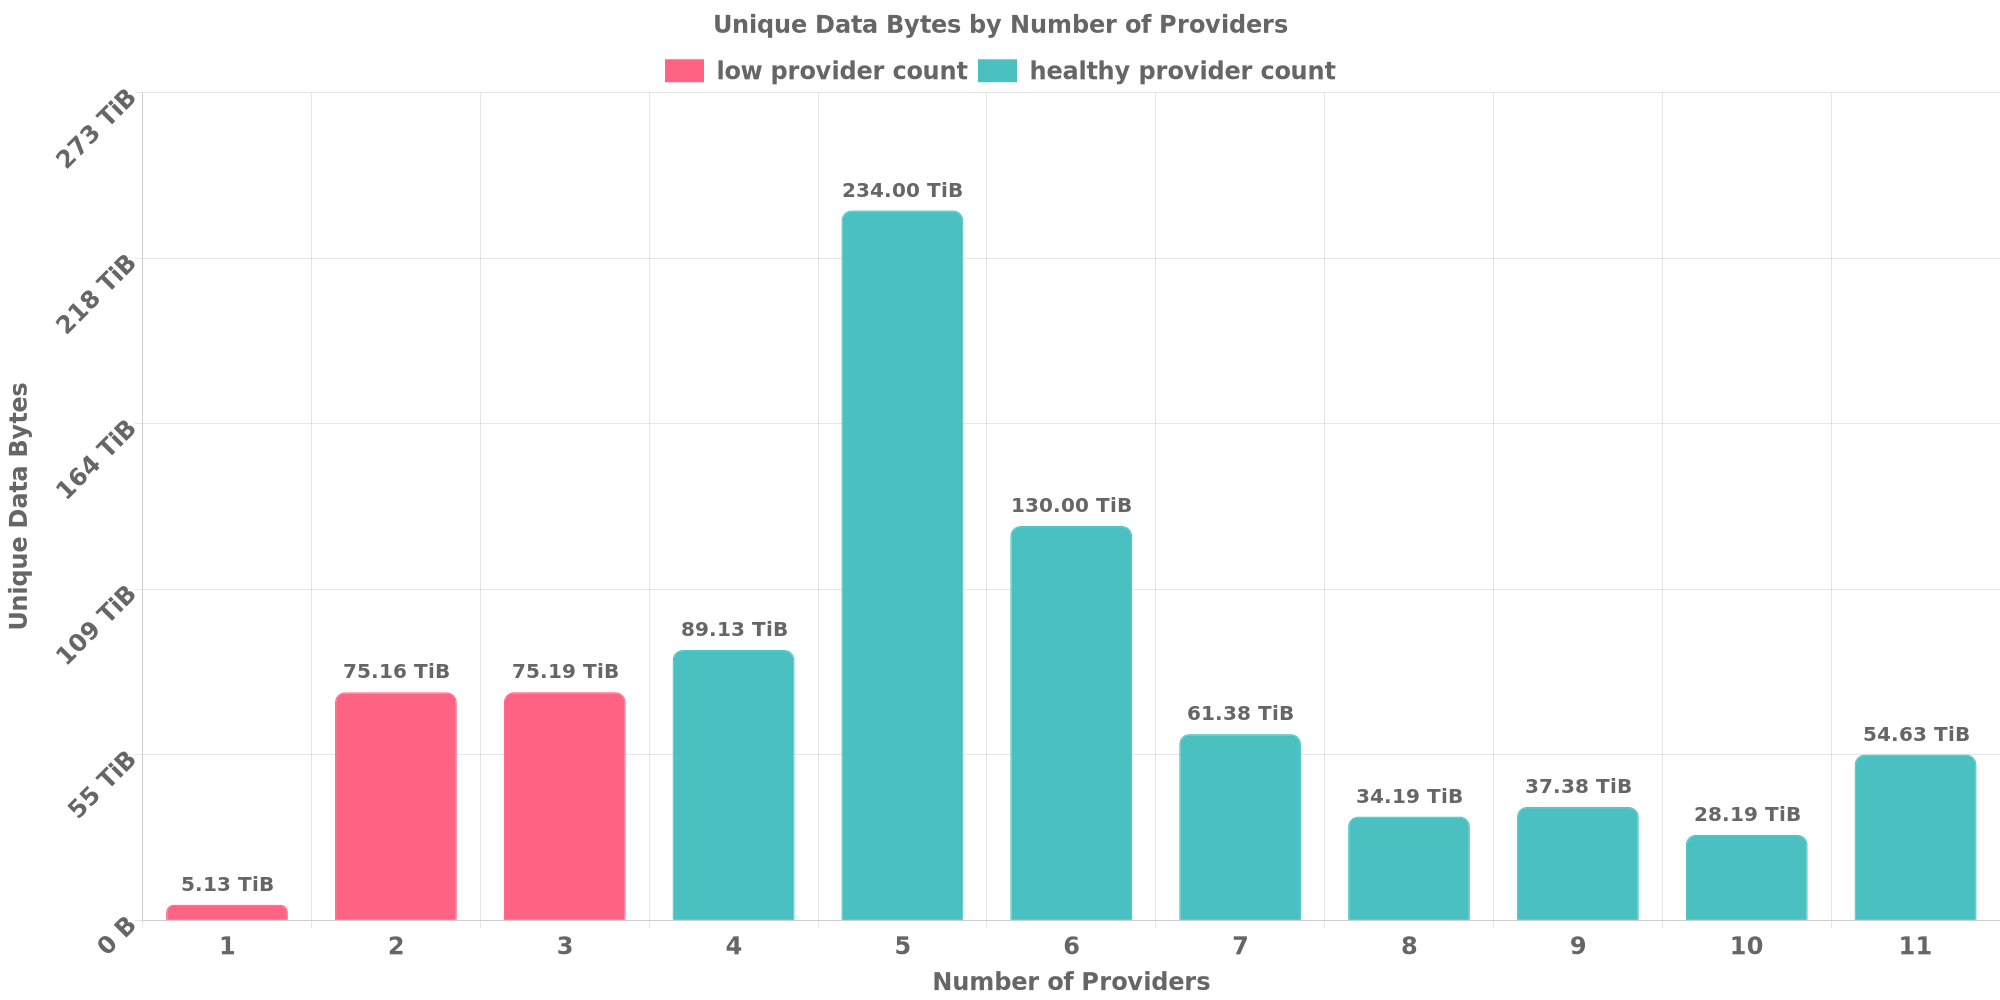 Unique Data Bytes by Number of Providers
low provider count healthy provider count
273 TiB
218 TiB
164 TiB
109 TiB
55 TiB
0 B
Unique Data Bytes
5.13 TiB
75.16 TiB
75.19 TiB
89.13 TiB
234.00 TiB
130.00 TiB
61.38 TiB
34.19 TiB
37.38 TiB
28.19 TiB
54.63 TiB
1 2 3 4 5 6 7 8 9 10 11
Number of Providers